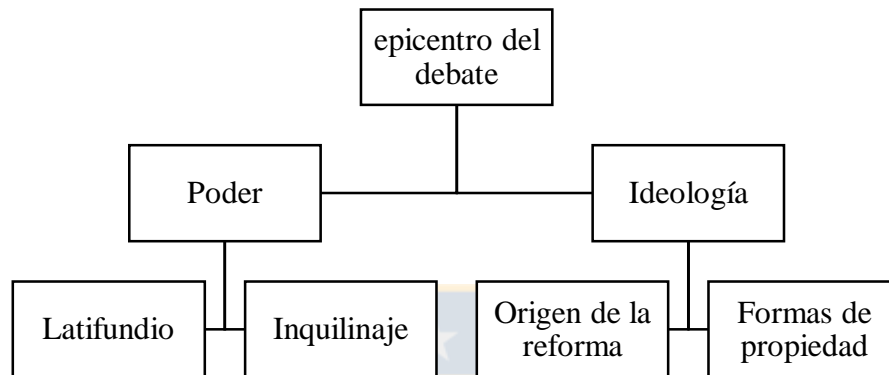 epicentro del
debate
Poder
Ideología
Latifundio
Inquilinaje
Origen de la
reforma
Formas de
propiedad